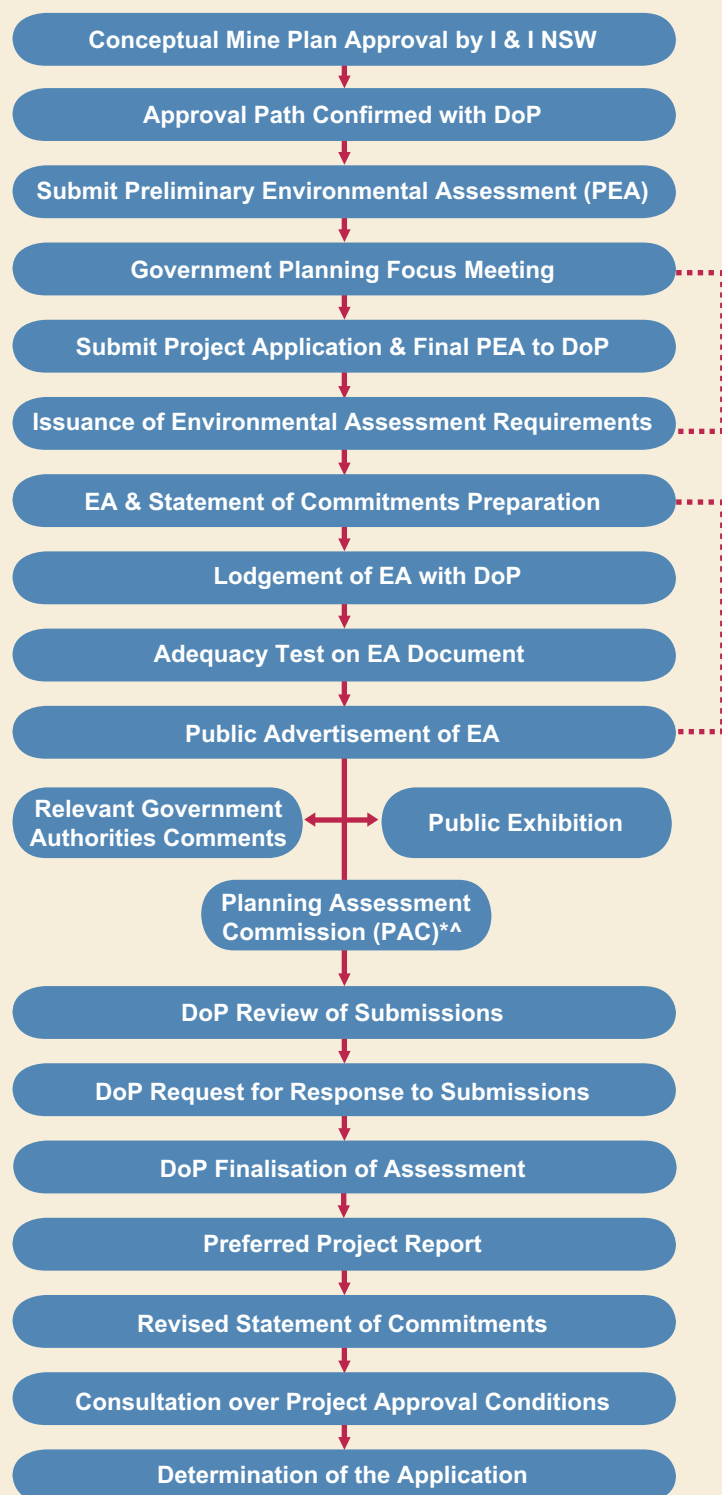 Conceptual Mine Plan Approval by I & I NSW
Approval Path Confirmed with DoP
Submit Preliminary Environmental Assessment (PEA)
Government Planning Focus Meeting
Submit Project Application & Final PEA to DoP
Issuance of Environmental Assessment Requirements
EA & Statement of Commitments Preparation
Lodgement of EA with DoP
Adequacy Test on EA Document
Public Advertisement of EA
Relevant Government
Authorities Comments
Public Exhibition
Planning Assessment
Commission (PAC)*^
DoP Review of Submissions
DoP Request for Response to Submissions
DoP Finalisation of Assessment
Preferred Project Report
Revised Statement of Commitments
Consultation over Project Approval Conditions
Determination of the Application